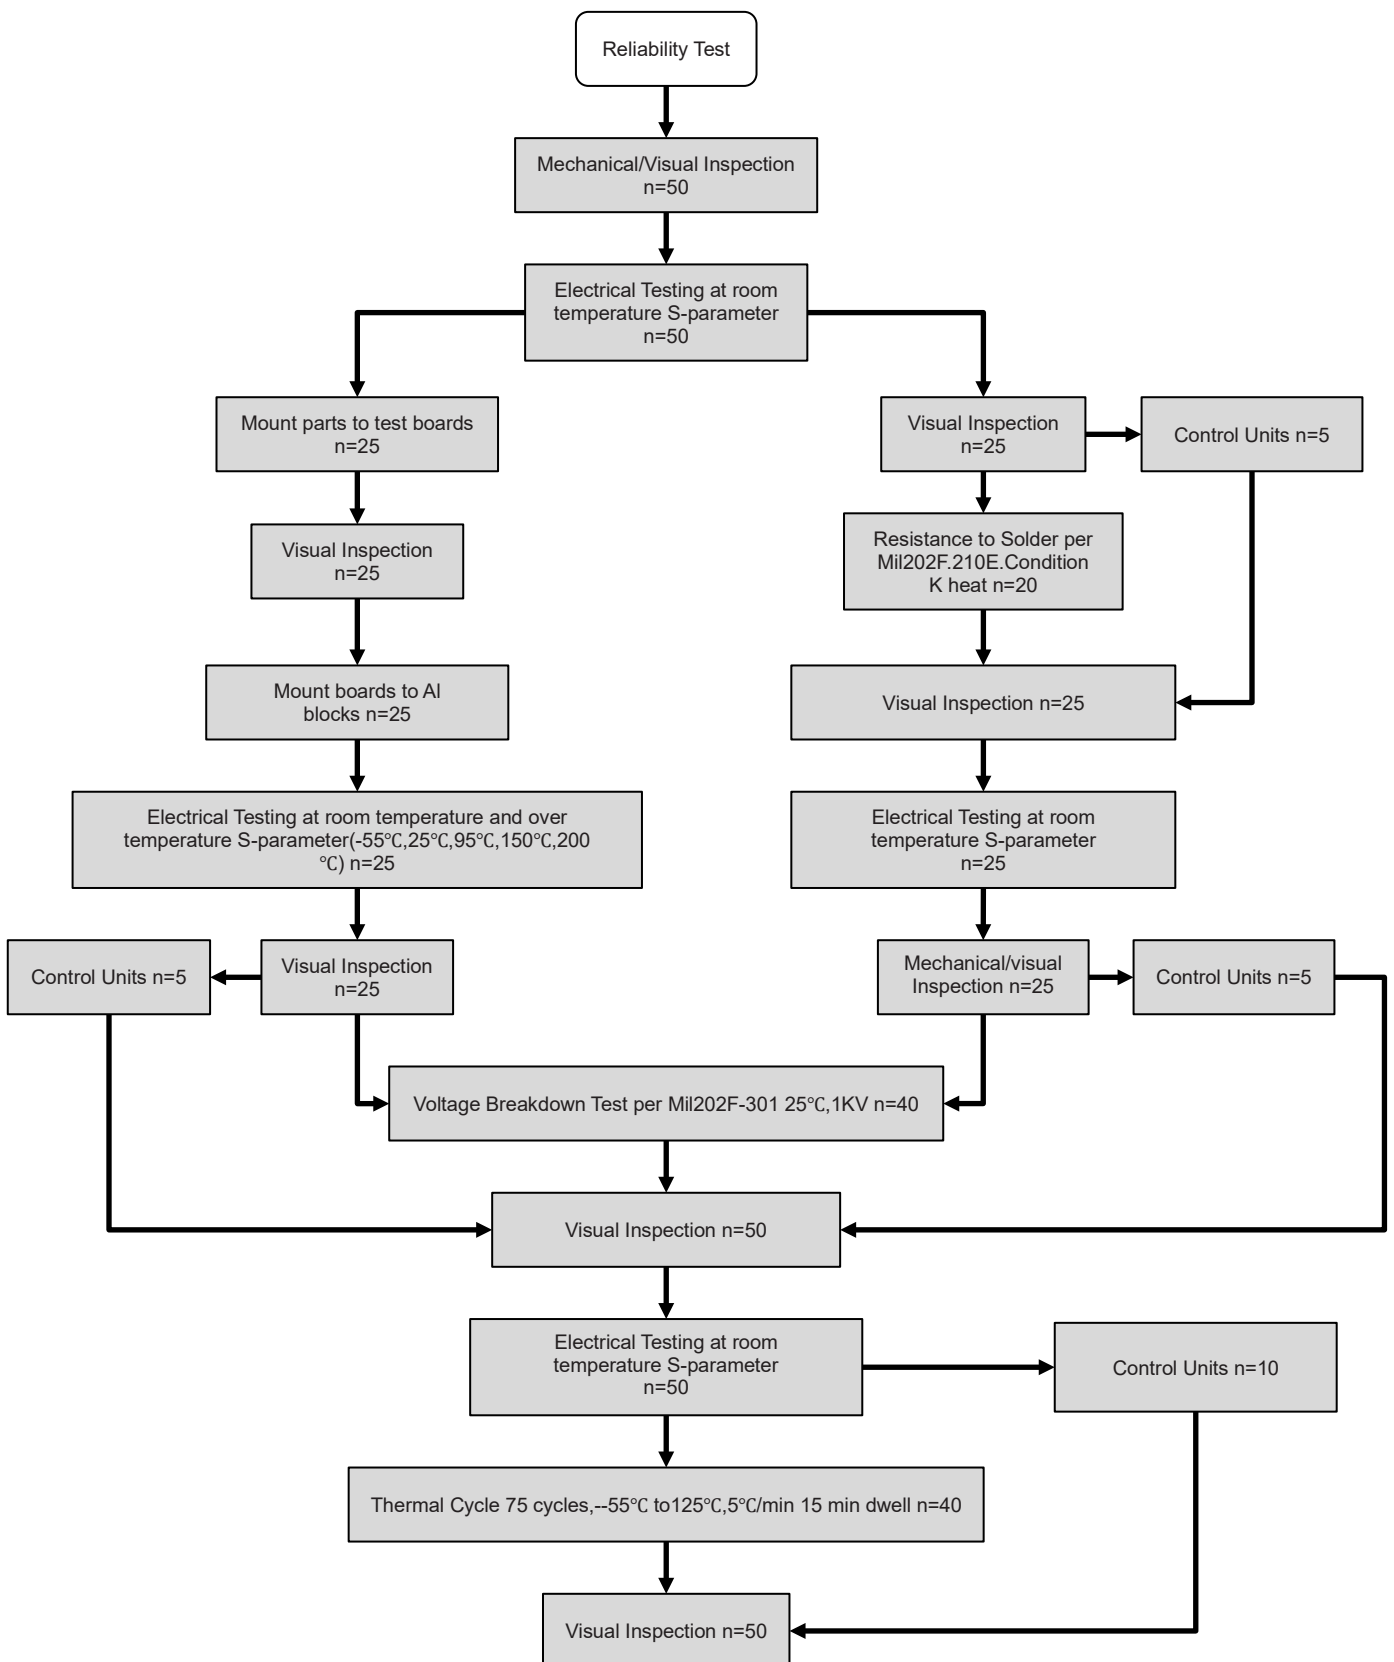 Reliability Test
Mechanical/Visual Inspection
n=50
Electrical Testing at room
temperature S-parameter
n=50
Mount parts to test boards
n=25
Visual Inspection
n=25
Control Units n=5
Visual Inspection
n=25
Resistance to Solder per
Mil202F.210E.Condition
K heat n=20
Mount boards to Al
blocks n=25
Visual Inspection n=25
Electrical Testing at room temperature and over
temperature S-parameter(-55℃,25℃,95℃,150℃,200
℃) n=25
Electrical Testing at room
temperature S-parameter
n=25
Control Units n=5
Visual Inspection
n=25
Mechanical/visual
Inspection n=25
Control Units n=5
Voltage Breakdown Test per Mil202F-301 25℃,1KV n=40
Visual Inspection n=50
Electrical Testing at room
temperature S-parameter
n=50
Control Units n=10
Thermal Cycle 75 cycles,--55℃ to125℃,5℃/min 15 min dwell n=40
Visual Inspection n=50